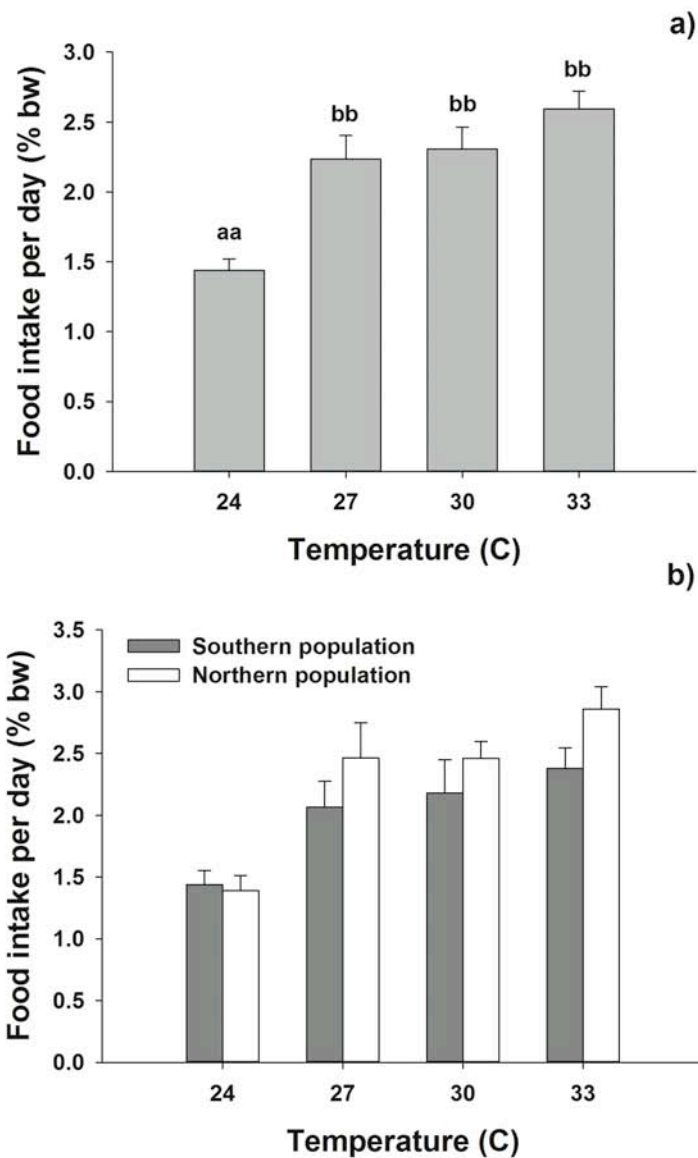 a)
Food intake per day (% bw)
3.0
2.5
2.0
1.5
1.0
0.5
0.0
aa
bb
bb
bb
24 27 30 33
Temperature (C)
b)
Food intake per day (% bw)
3.5
3.0
2.5
2.0
1.5
1.0
0.5
0.0
Southern population
Northern population
24 27 30 33
Temperature (C)